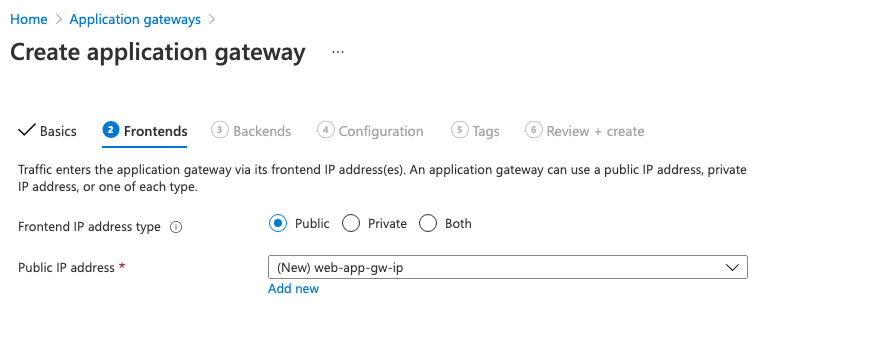 Home > Application gateways >
Create application gateway ...
Basics 2 Frontends 3 Backends 4 Configuration 5 Tags 6 Review + create
Traffic enters the application gateway via its frontend IP address(es). An application gateway can use a public IP address, private
IP address, or one of each type.
Frontend IP address type Public Private Both
Public IP address * (New) web-app-gw-ip
Add new